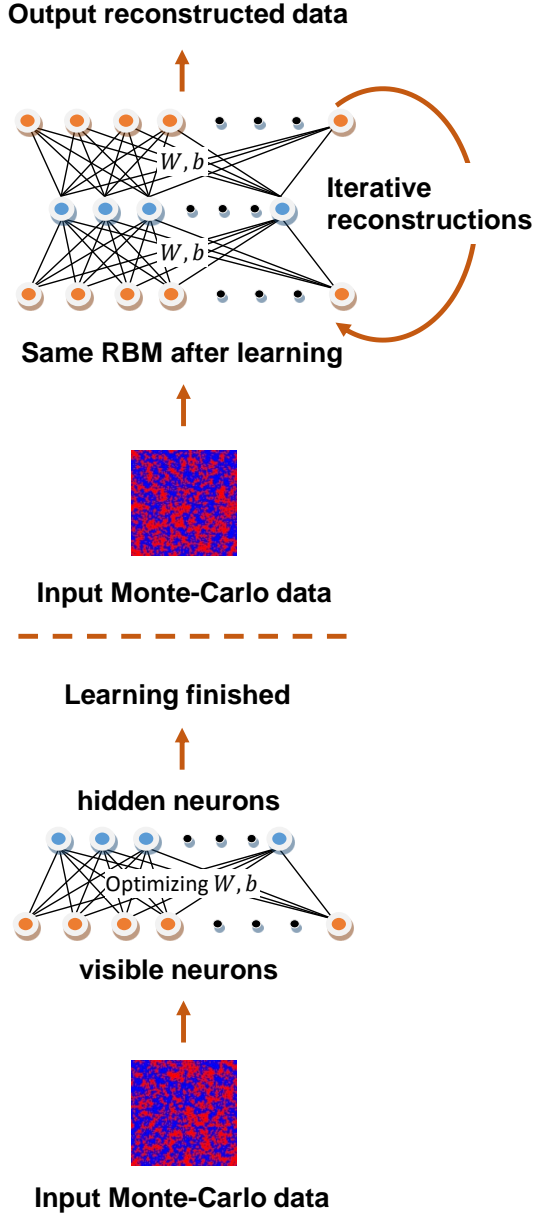 Output reconstructed data
W, b
Iterative
reconstructions
W, b
Same RBM after learning
Input Monte-Carlo data
Learning finished
hidden neurons
Optimizing W, b
visible neurons
Input Monte-Carlo data